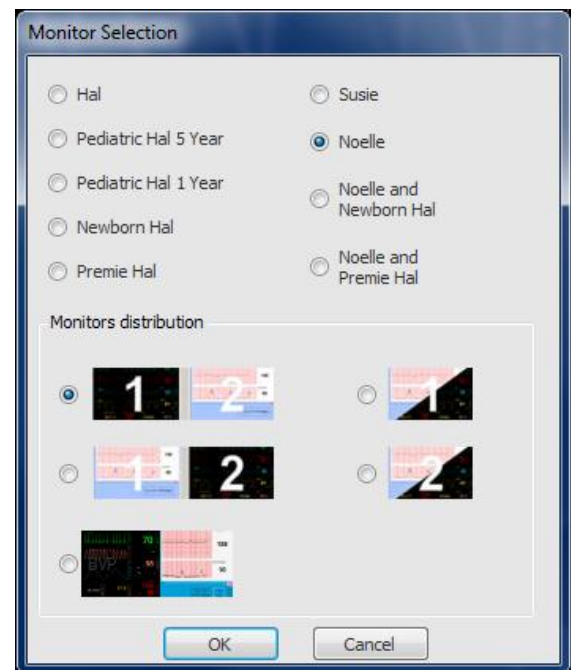 Monitor Selection
Hal
Susie
Pediatric Hal 5 Year
Noelle
Pediatric Hal 1 Year
Noelle and
Newborn Hal
Newborn Hal
Premie Hal
Noelle and
Premie Hal
Monitors distribution
1 2
1
1 2
2
BVP
OK Cancel